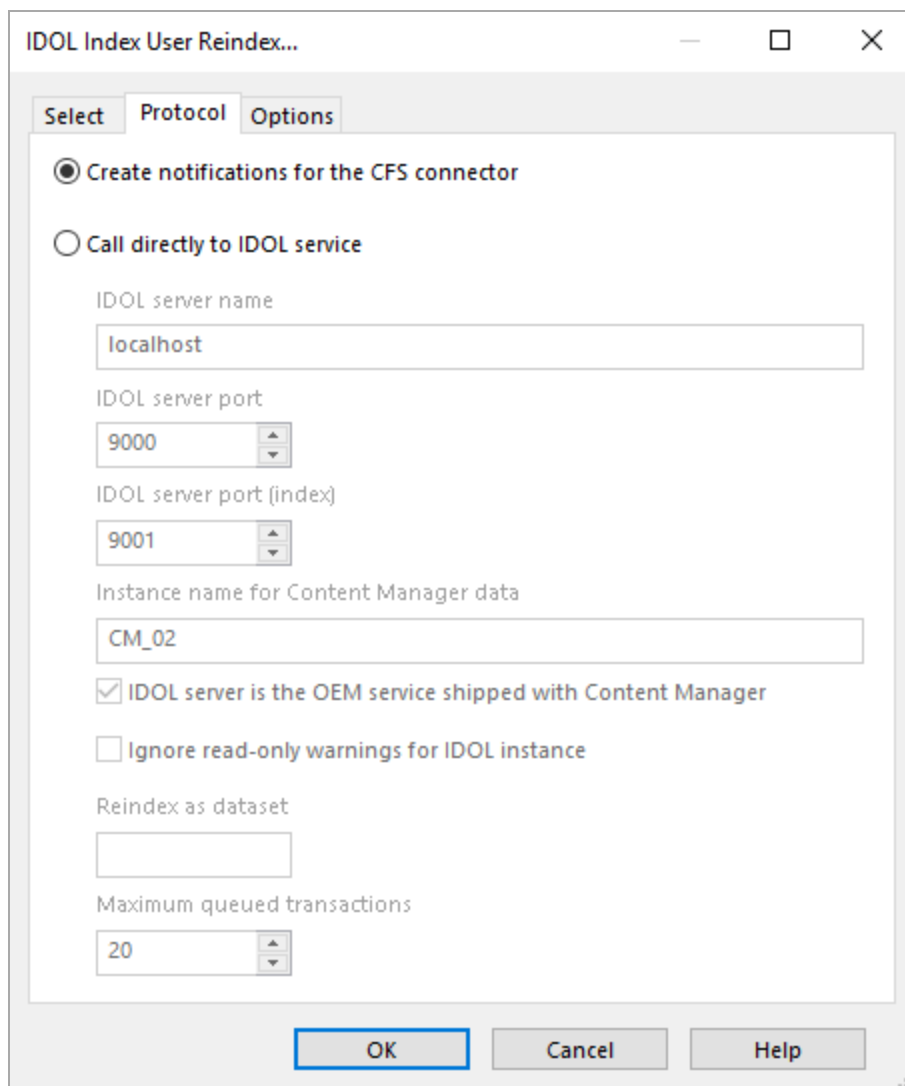 IDOL Index User Reindex...
Select Protocol Options
Create notifications for the CFS connector
Call directly to IDOL service
IDOL server name
localhost
IDOL server port
9000
IDOL server port (index)
9001
Instance name for Content Manager data
CM_02
IDOL server is the OEM service shipped with Content Manager
Ignore read-only warnings for IDOL instance
Reindex as dataset
Maximum queued transactions
20
OK Cancel Help